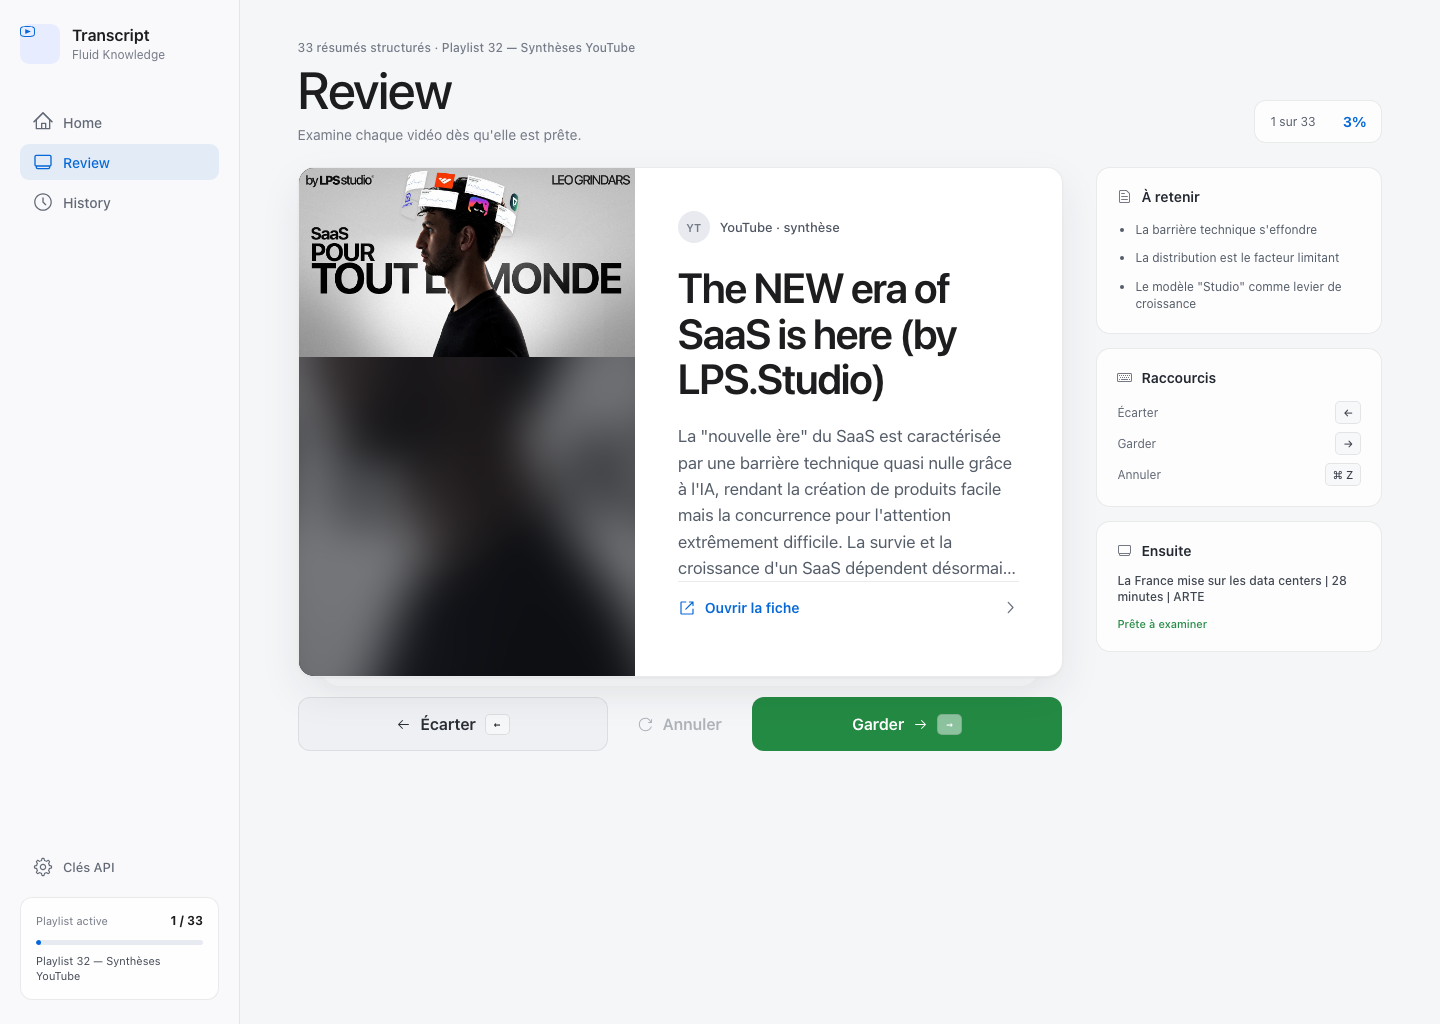 Transcript
Fluid Knowledge
Home
Review
History
Clés API
Playlist active
1 / 33
Playlist 32 — Synthèses
YouTube
33 résumés structurés · Playlist 32 — Synthèses YouTube
Review
Examine chaque vidéo dès qu'elle est prête.
1 sur 33
3%
by LPS studio
LEO GRINDARS
SaaS
POUR
TOUT LE MONDE
YT
YouTube · synthèse
The NEW era of
SaaS is here (by
LPS.Studio)
La "nouvelle ère" du SaaS est caractérisée
par une barrière technique quasi nulle grâce
à l'IA, rendant la création de produits facile
mais la concurrence pour l'attention
extrêmement difficile. La survie et la
croissance d'un SaaS dépendent désormai...
Ouvrir la fiche
← Écarter ←
Annuler
Garder → →
À retenir
• La barrière technique s'effondre
• La distribution est le facteur limitant
• Le modèle "Studio" comme levier de
croissance
Raccourcis
Écarter ←
Garder →
Annuler ⌘ Z
Ensuite
La France mise sur les data centers | 28
minutes | ARTE
Prête à examiner